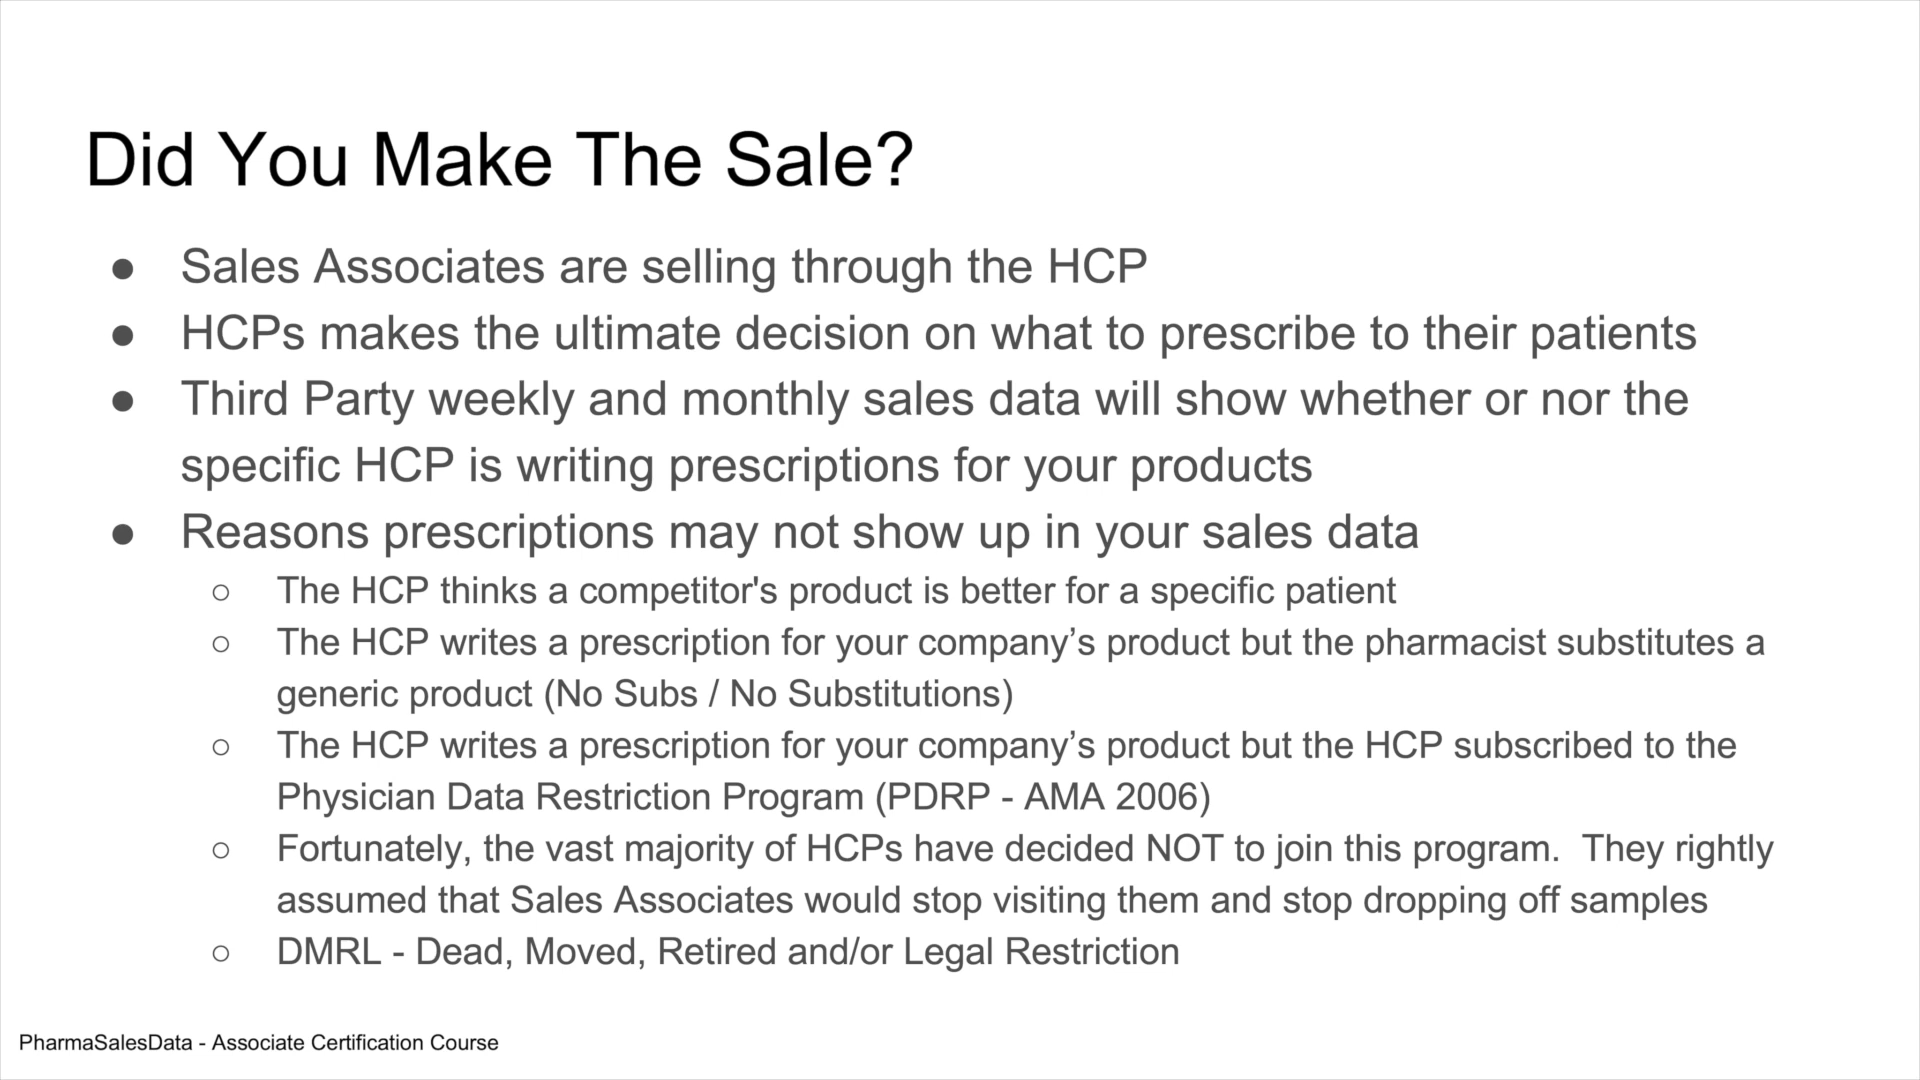 Did You Make The Sale?
● Sales Associates are selling through the HCP
● HCPs makes the ultimate decision on what to prescribe to their patients
● Third Party weekly and monthly sales data will show whether or nor the
specific HCP is writing prescriptions for your products
● Reasons prescriptions may not show up in your sales data
○ The HCP thinks a competitor's product is better for a specific patient
○ The HCP writes a prescription for your company’s product but the pharmacist substitutes a
generic product (No Subs / No Substitutions)
○ The HCP writes a prescription for your company’s product but the HCP subscribed to the
Physician Data Restriction Program (PDRP - AMA 2006)
○ Fortunately, the vast majority of HCPs have decided NOT to join this program.  They rightly
assumed that Sales Associates would stop visiting them and stop dropping off samples
○ DMRL - Dead, Moved, Retired and/or Legal Restriction
PharmaSalesData - Associate Certification Course